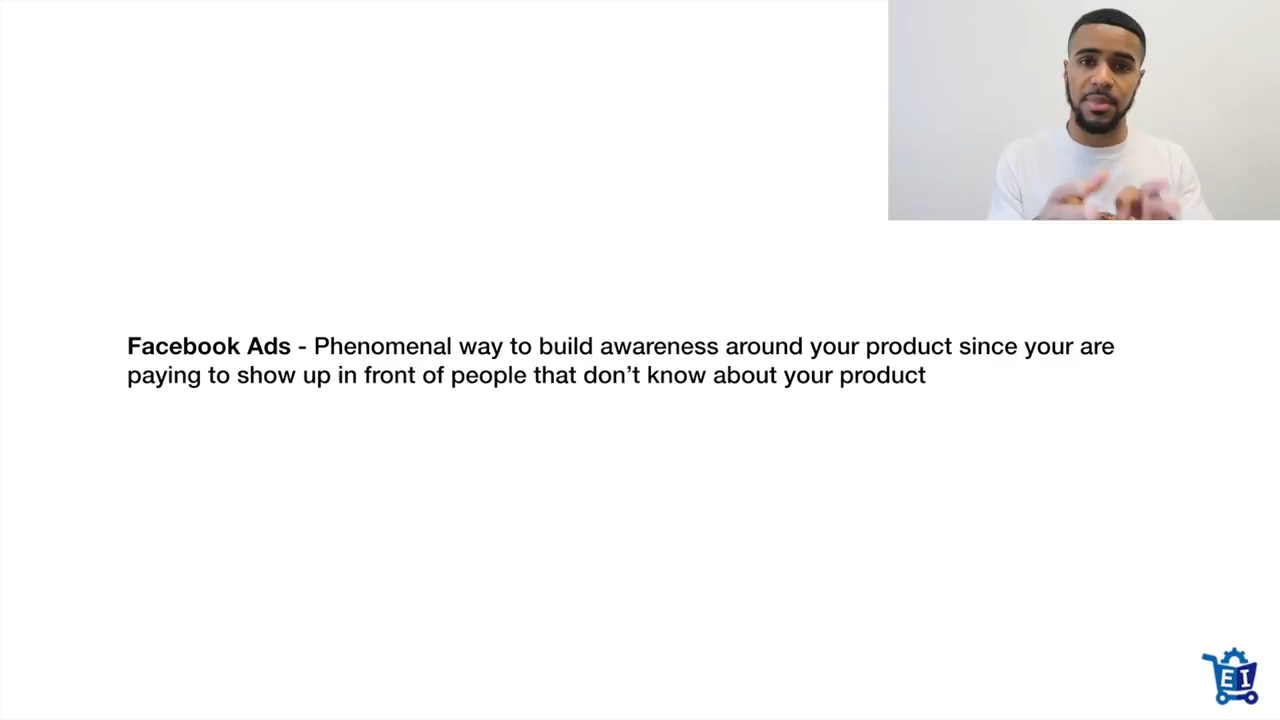 Facebook Ads - Phenomenal way to build awareness around your product since your are
paying to show up in front of people that don’t know about your product
EI